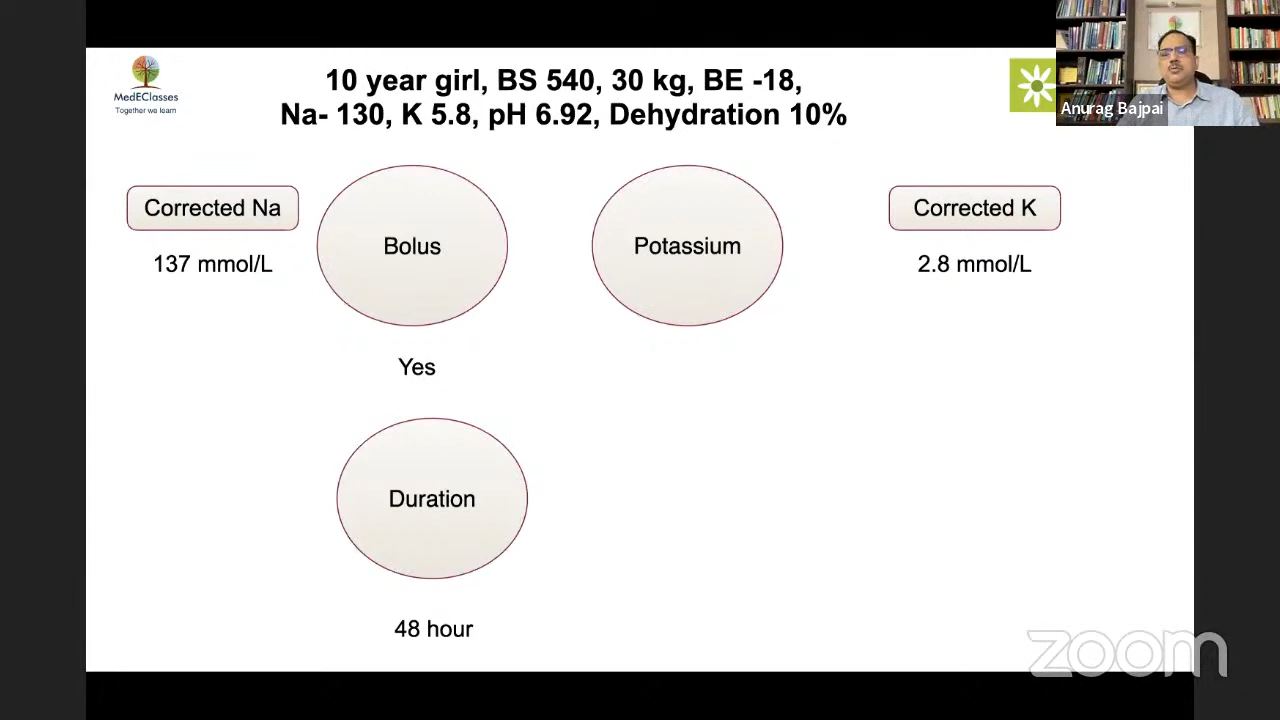 MedEClasses
Together we learn
10 year girl, BS 540, 30 kg, BE -18,
Na- 130, K 5.8, pH 6.92, Dehydration 10%
Anurag Bajpai
Corrected Na
137 mmol/L
Bolus
Yes
Potassium
Corrected K
2.8 mmol/L
Duration
48 hour
zoom